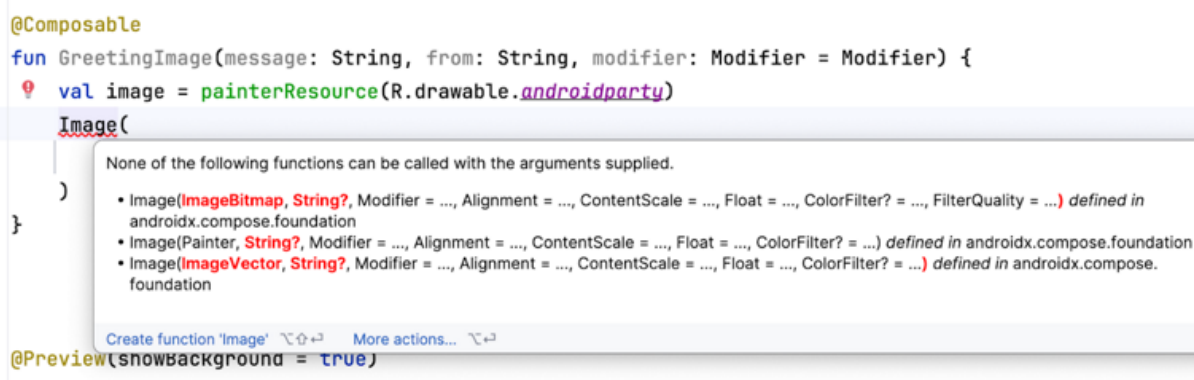 @Composable
fun GreetingImage(message: String, from: String, modifier: Modifier = Modifier) {
val image = painterResource(R.drawable.androidparty)
Image(
None of the following functions can be called with the arguments supplied.
• Image(ImageBitmap, String?, Modifier = ..., Alignment = ..., ContentScale = ..., Float = ..., ColorFilter? = ..., FilterQuality = ...) defined in
androidx.compose.foundation
)
• Image(Painter, String?, Modifier = ..., Alignment = ..., ContentScale = ..., Float = ..., ColorFilter? = ...) defined in androidx.compose.foundation
}
• Image(ImageVector, String?, Modifier = ..., Alignment = ..., ContentScale = ..., Float = ..., ColorFilter? = ...) defined in androidx.compose.
foundation
Create function 'Image' ⌥⇧⏎ More actions... ⌥⏎
@Preview(showBackground = true)